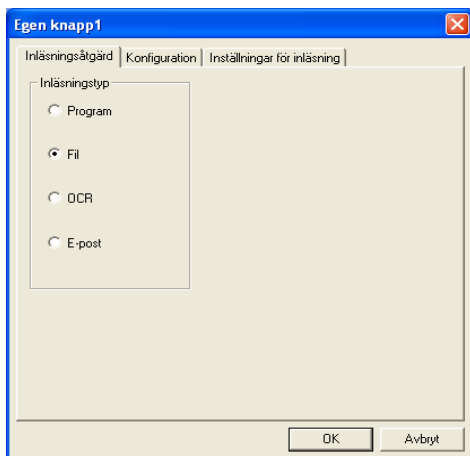 Egen knapp1
Inläsningsåtgärd Konfiguration Inställningar för inläsning
Inläsningstyp
Program
Fil
OCR
E-post
OK Avbryt